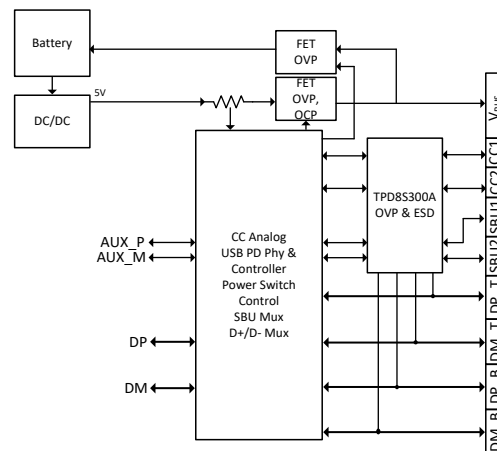 Battery
FET
OVP
5V
DC/DC
FET
OVP,
OCP
VBUS
CC1
CC2
SBU1
SBU2
DP_T
DM_T
DP_B
DM_B
TPD8S300A
OVP & ESD
AUX_P
AUX_M
CC Analog
USB PD Phy &
Controller
Power Switch
Control
SBU Mux
D+/D- Mux
DP
DM